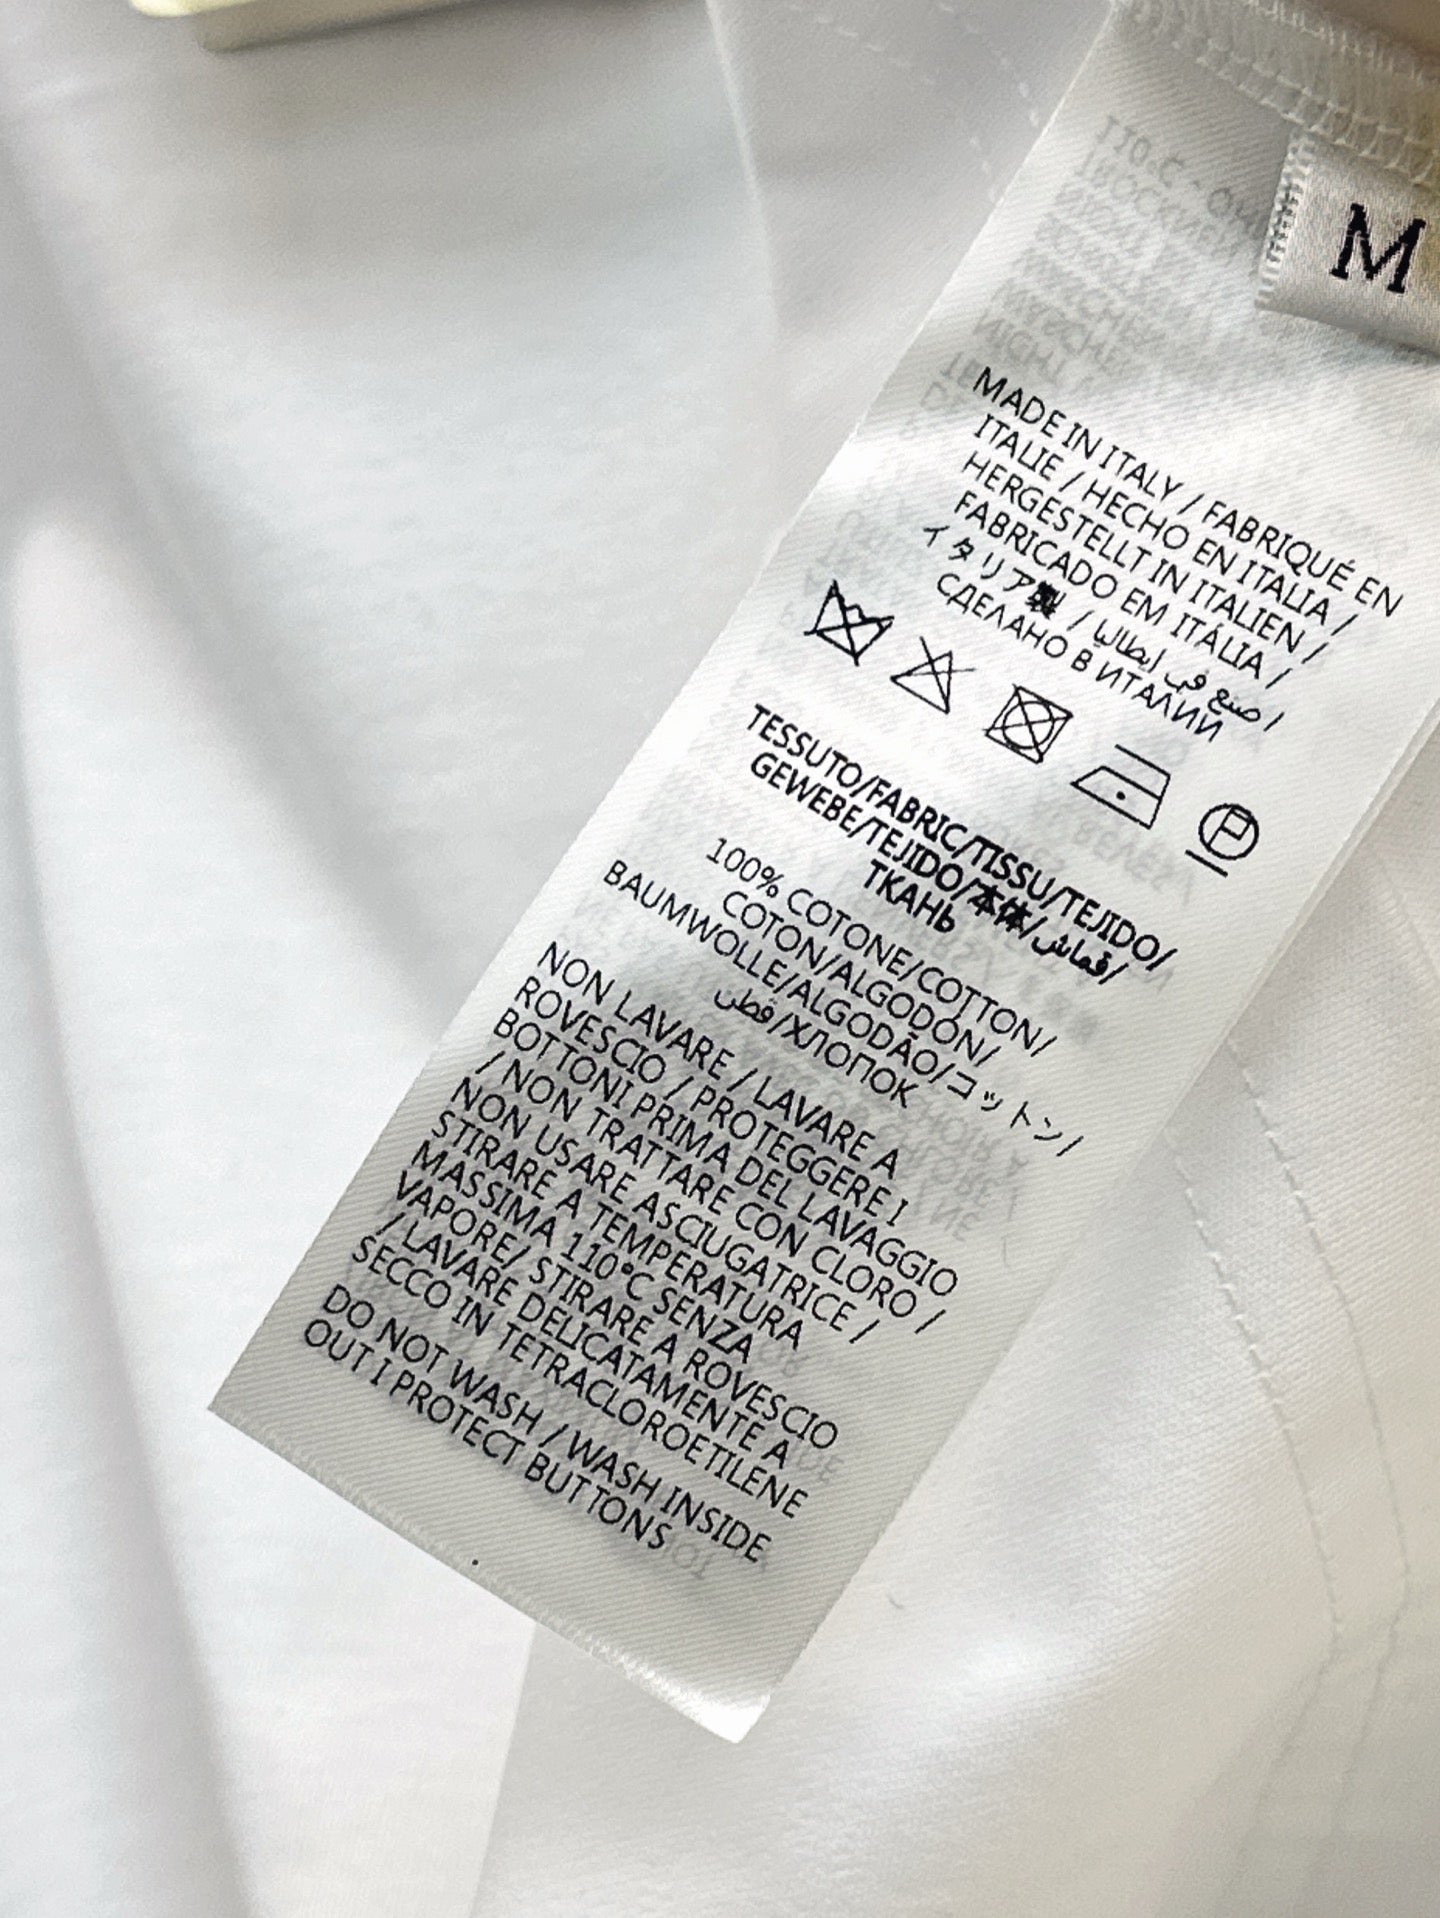 M
MADE IN ITALY / FABRIQUÉ EN
ITALIE / HECHO EN ITALIA /
HERGESTELLT IN ITALIEN /
FABRICADO EM ITÁLIA /
イタリア製 / صنع في إيطاليا /
СДЕЛАНО В ИТАЛИИ
TESSUTO/FABRIC/TISSU/TEJIDO/
GEWEBE/TEJIDO/本体/قماش/
ТКАНЬ
100% COTONE/COTTON/
COTON/ALGODÓN/
BAUMWOLLE/ALGODÃO/コットン/
قطن/ХЛОПОК
NON LAVARE / LAVARE A
ROVESCIO / PROTEGGERE I
BOTTONI PRIMA DEL LAVAGGIO
/ NON TRATTARE CON CLORO /
NON USARE ASCIUGATRICE /
STIRARE A TEMPERATURA
MASSIMA 110°C SENZA
VAPORE/ STIRARE A ROVESCIO
/ LAVARE DELICATAMENTE A
SECCO IN TETRACLOROETILENE
DO NOT WASH / WASH INSIDE
OUT I PROTECT BUTTONS